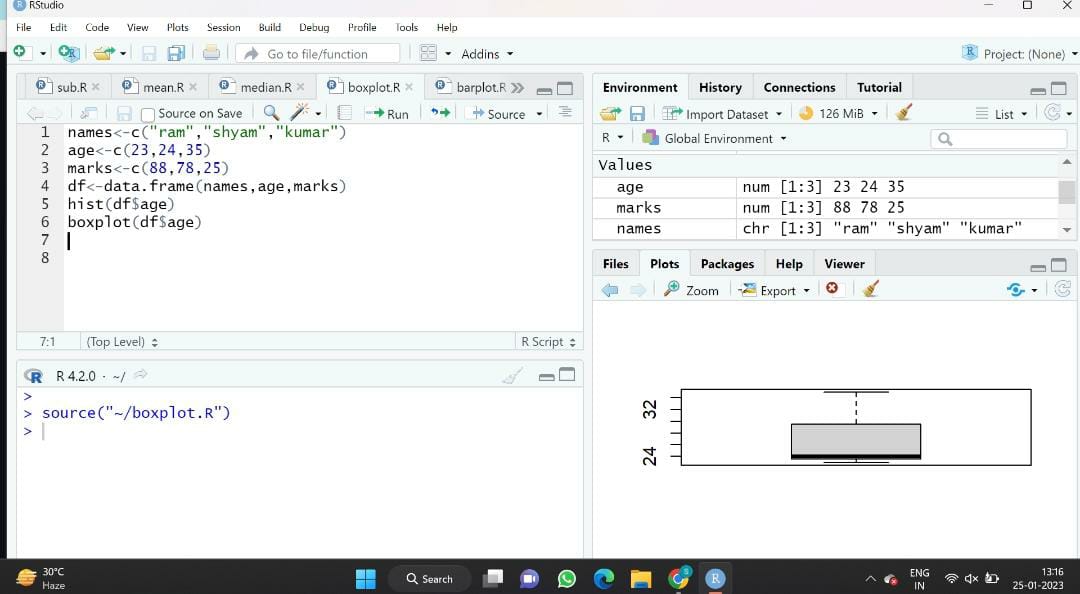 RStudio
File Edit Code View Plots Session Build Debug Profile Tools Help
Go to file/function Addins Project: (None)
sub.R mean.R median.R boxplot.R barplot.R
Source on Save Run Source
1 names<-c("ram","shyam","kumar")
2 age<-c(23,24,35)
3 marks<-c(88,78,25)
4 df<-data.frame(names,age,marks)
5 hist(df$age)
6 boxplot(df$age)
7
8
7:1 (Top Level) R Script
R 4.2.0 · ~/
>
> source("~/boxplot.R")
>
Environment History Connections Tutorial
Import Dataset 126 MiB List
R Global Environment
Values
age num [1:3] 23 24 35
marks num [1:3] 88 78 25
names chr [1:3] "ram" "shyam" "kumar"
Files Plots Packages Help Viewer
Zoom Export
32
24
30°C
Haze
Search
ENG
IN
13:16
25-01-2023